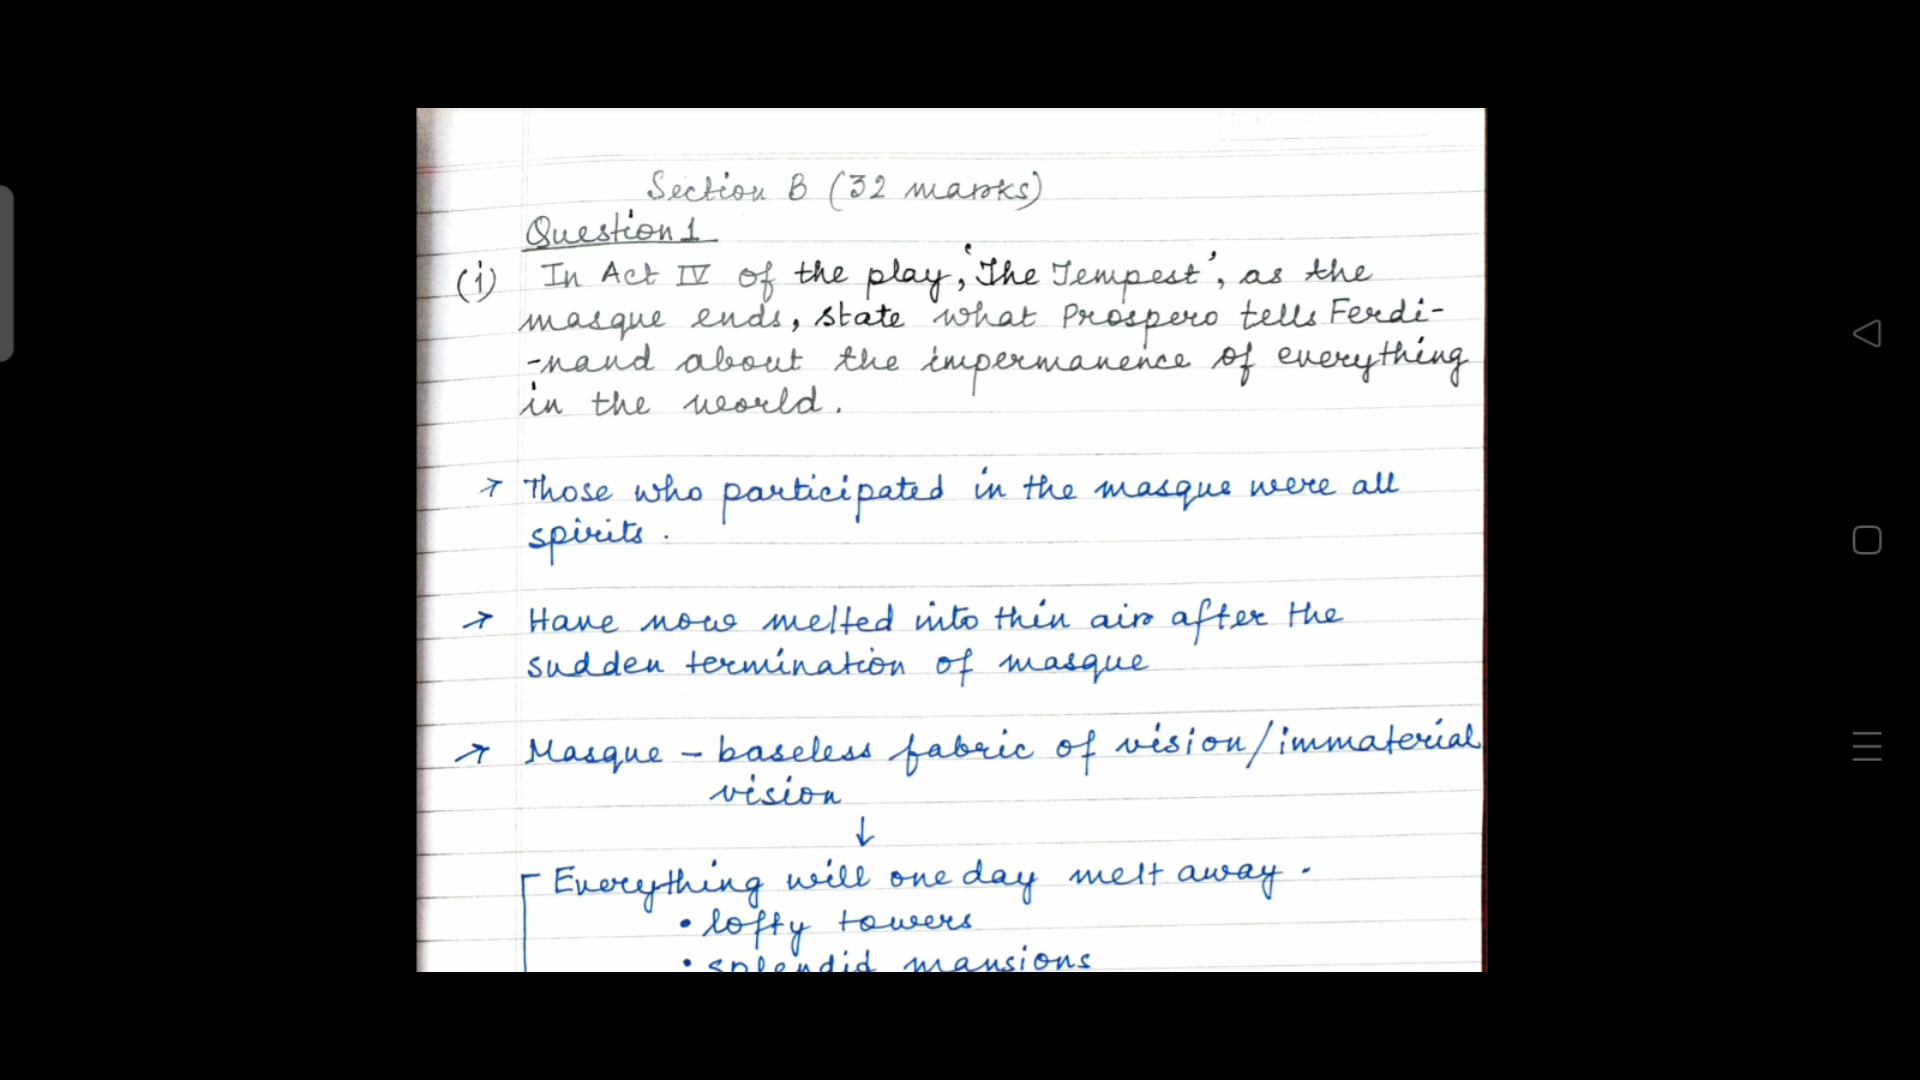 Section B (32 marks)
Question 1
(i) In Act IV of the play, 'The Tempest', as the
masque ends, state what Prospero tells Ferdi-
-nand about the impermanence of everything
in the world.
→ Those who participated in the masque were all
spirits.
→ Have now melted into thin air after the
sudden termination of masque
→ Masque - baseless fabric of vision/immaterial
vision
↓
Everything will one day melt away.
• lofty towers
• splendid mansions